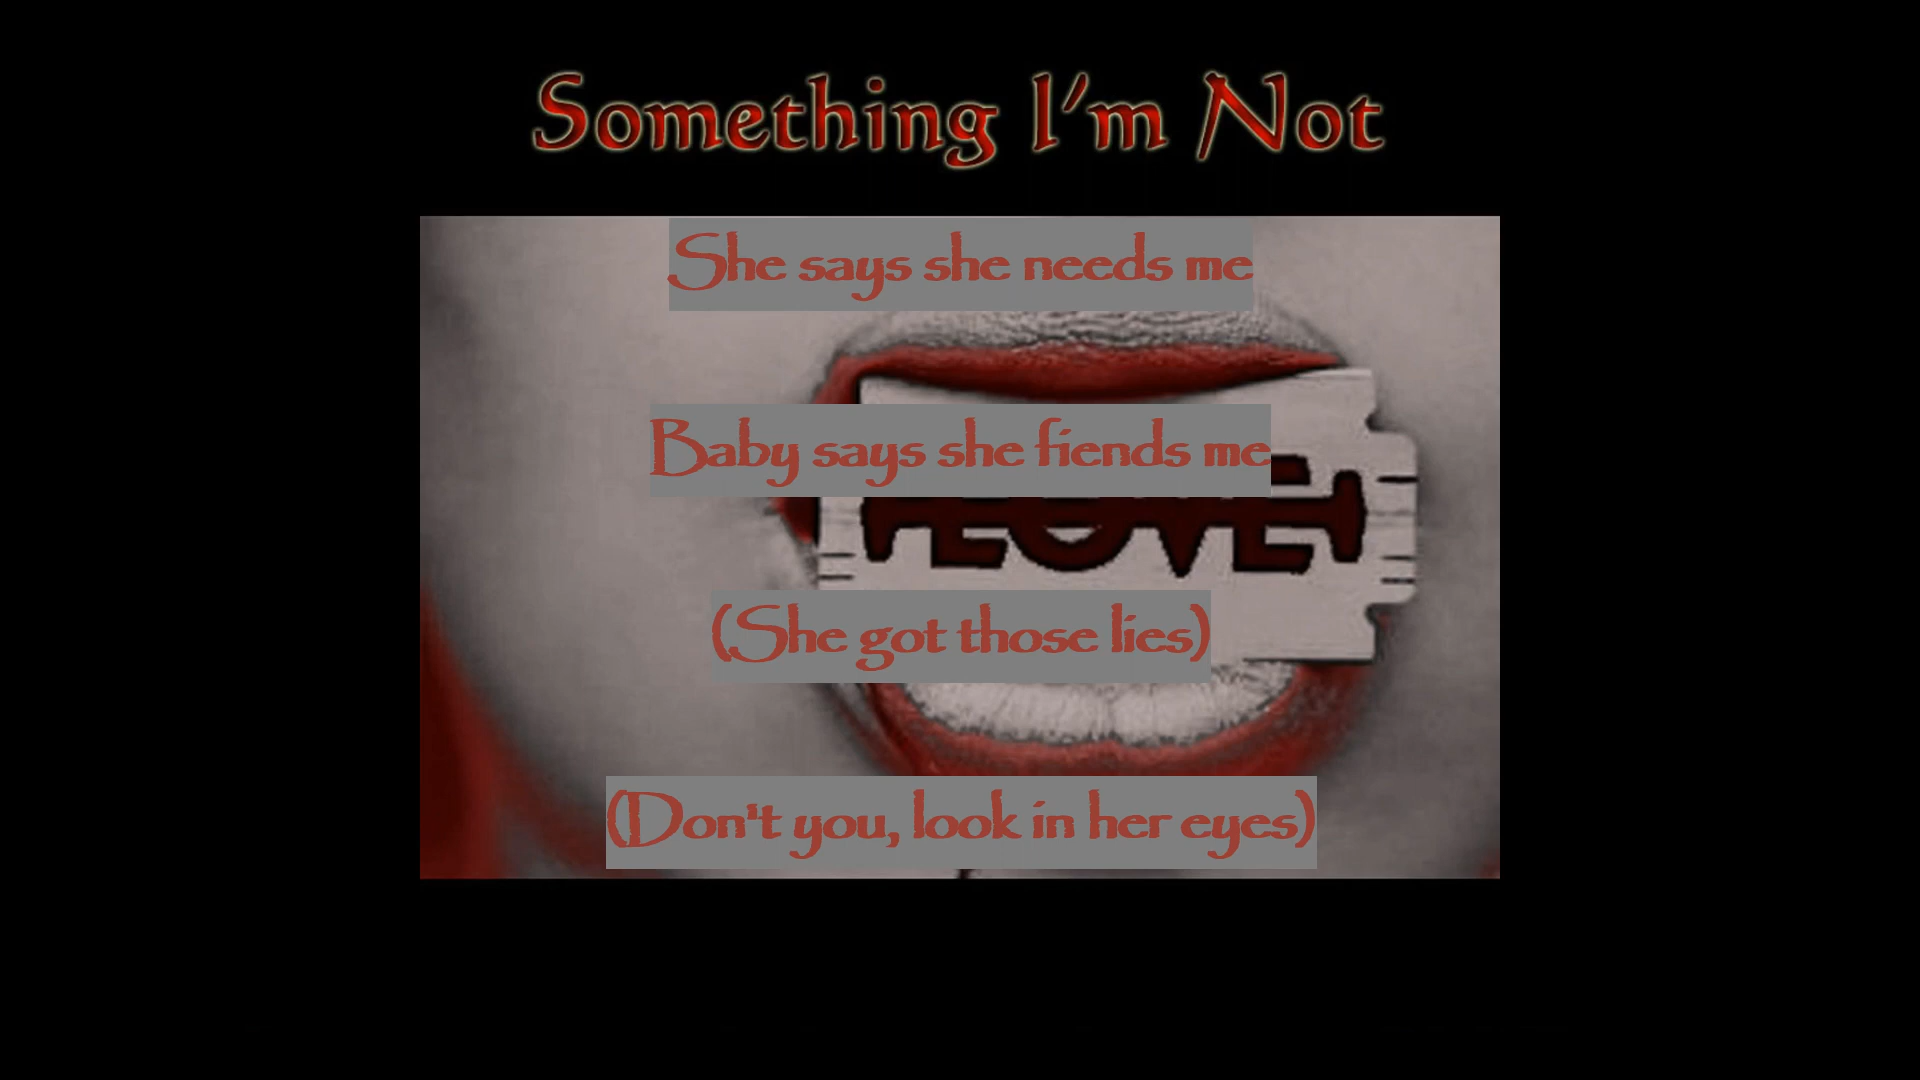 Something I'm Not
She says she needs me
Baby says she fiends me
LOVE
(She got those lies)
(Don't you, look in her eyes)